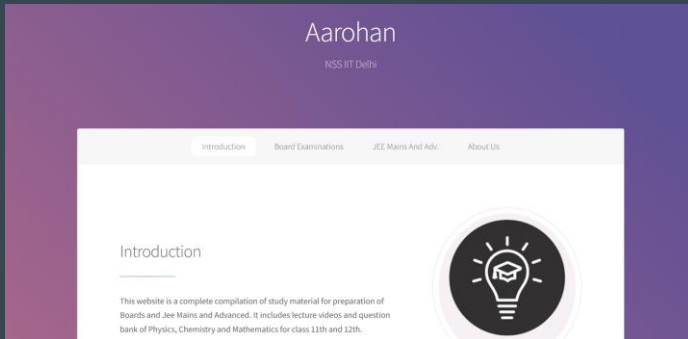 Aarohan
NSS IIT Delhi
Introduction Board Examinations JEE Mains And Adv. About Us
Introduction
This website is a complete compilation of study material for preparation of
Boards and Jee Mains and Advanced. It includes lecture videos and question
bank of Physics, Chemistry and Mathematics for class 11th and 12th.